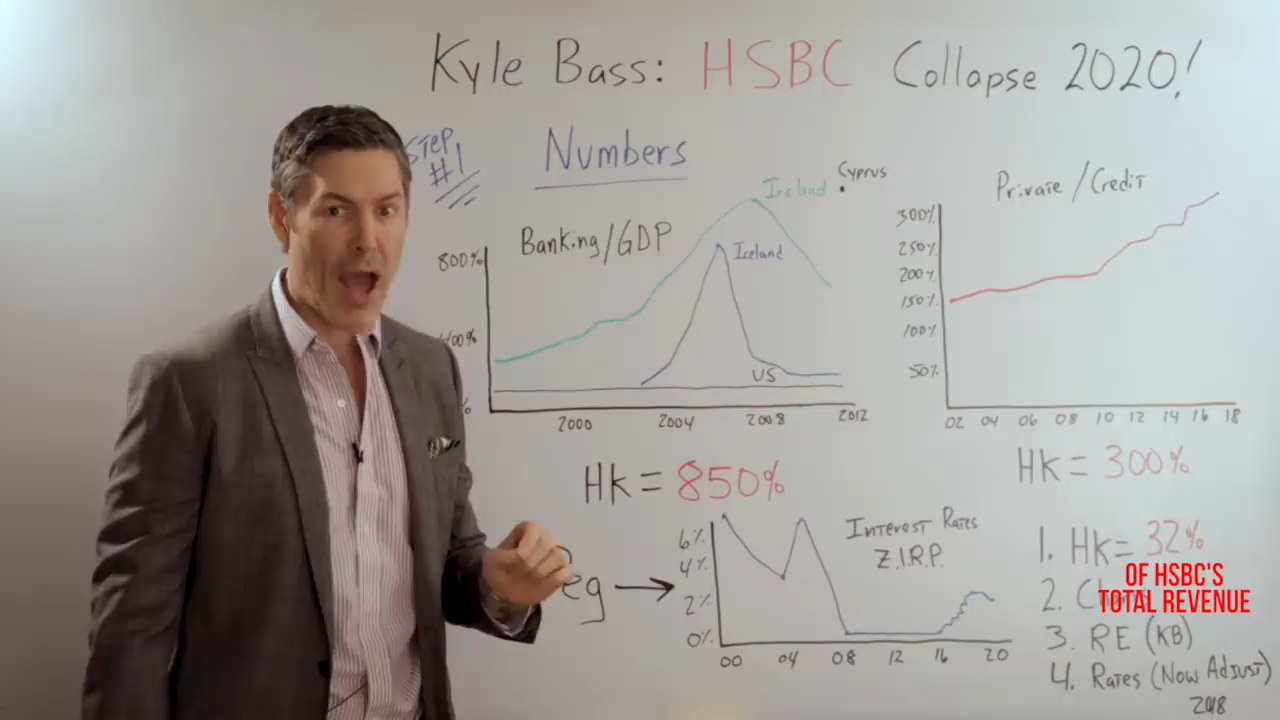 Kyle Bass: HSBC Collapse 2020!
STEP #1
Numbers
Banking/GDP
800%
400%
%
Ireland
Cyprus
Iceland
US
2000 2004 2008 2012
Hk = 850%
Private/Credit
300%
250%
200%
150%
100%
50%
02 04 06 08 10 12 14 16 18
Hk = 300%
eg →
Interest Rates
Z.I.R.P.
6%
4%
2%
0%
00 04 08 12 16 20
1. Hk = 32%
OF HSBC'S
TOTAL REVENUE
2.
3. RE (KB)
4. Rates (Now Adjust)
2018